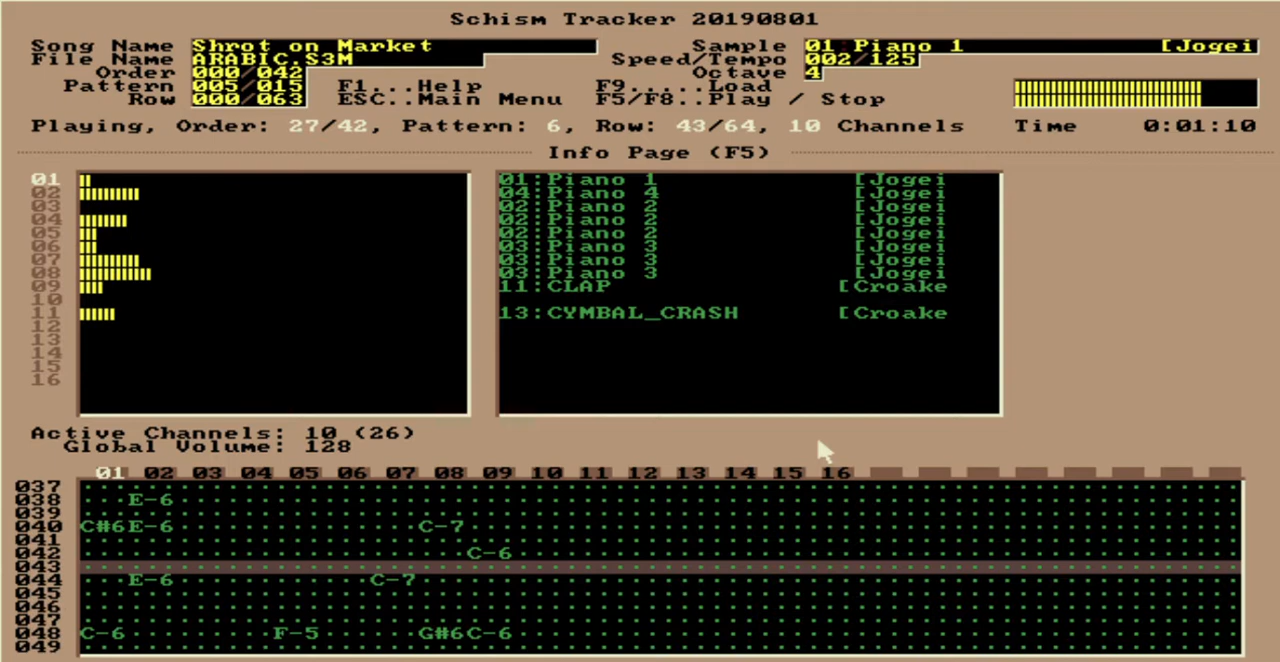 Schism Tracker 20190801
Song Name Shrot on Market Sample 01:Piano 1 [Jogei
File Name ARABIC.S3M Speed/Tempo 002/125
Order 000/042 Octave 4
Pattern 005/015 F1...Help F9.....Load
Row 000/063 ESC..Main Menu F5/F8..Play / Stop
Playing, Order: 27/42, Pattern: 6, Row: 43/64, 10 Channels Time 0:01:10
Info Page (F5)
01 01:Piano 1 [Jogei
02 04:Piano 4 [Jogei
03 02:Piano 2 [Jogei
04 02:Piano 2 [Jogei
05 02:Piano 2 [Jogei
06 03:Piano 3 [Jogei
07 03:Piano 3 [Jogei
08 03:Piano 3 [Jogei
09 11:CLAP [Croake
10
11 13:CYMBAL_CRASH [Croake
12
13
14
15
16
Active Channels: 10 (26)
Global Volume: 128
01 02 03 04 05 06 07 08 09 10 11 12 13 14 15 16
037
038 E-6
039
040 C#6 E-6 C-7
041
042 C-6
043
044 E-6 C-7
045
046
047
048 C-6 F-5 G#6 C-6
049